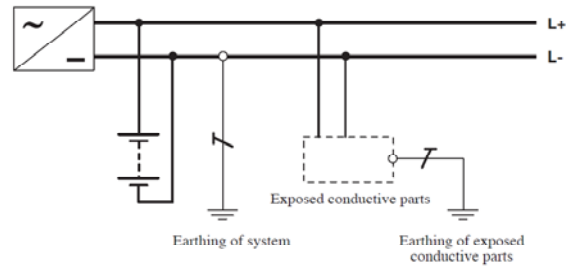 L+
L-
Exposed conductive parts
Earthing of system
Earthing of exposed
conductive parts